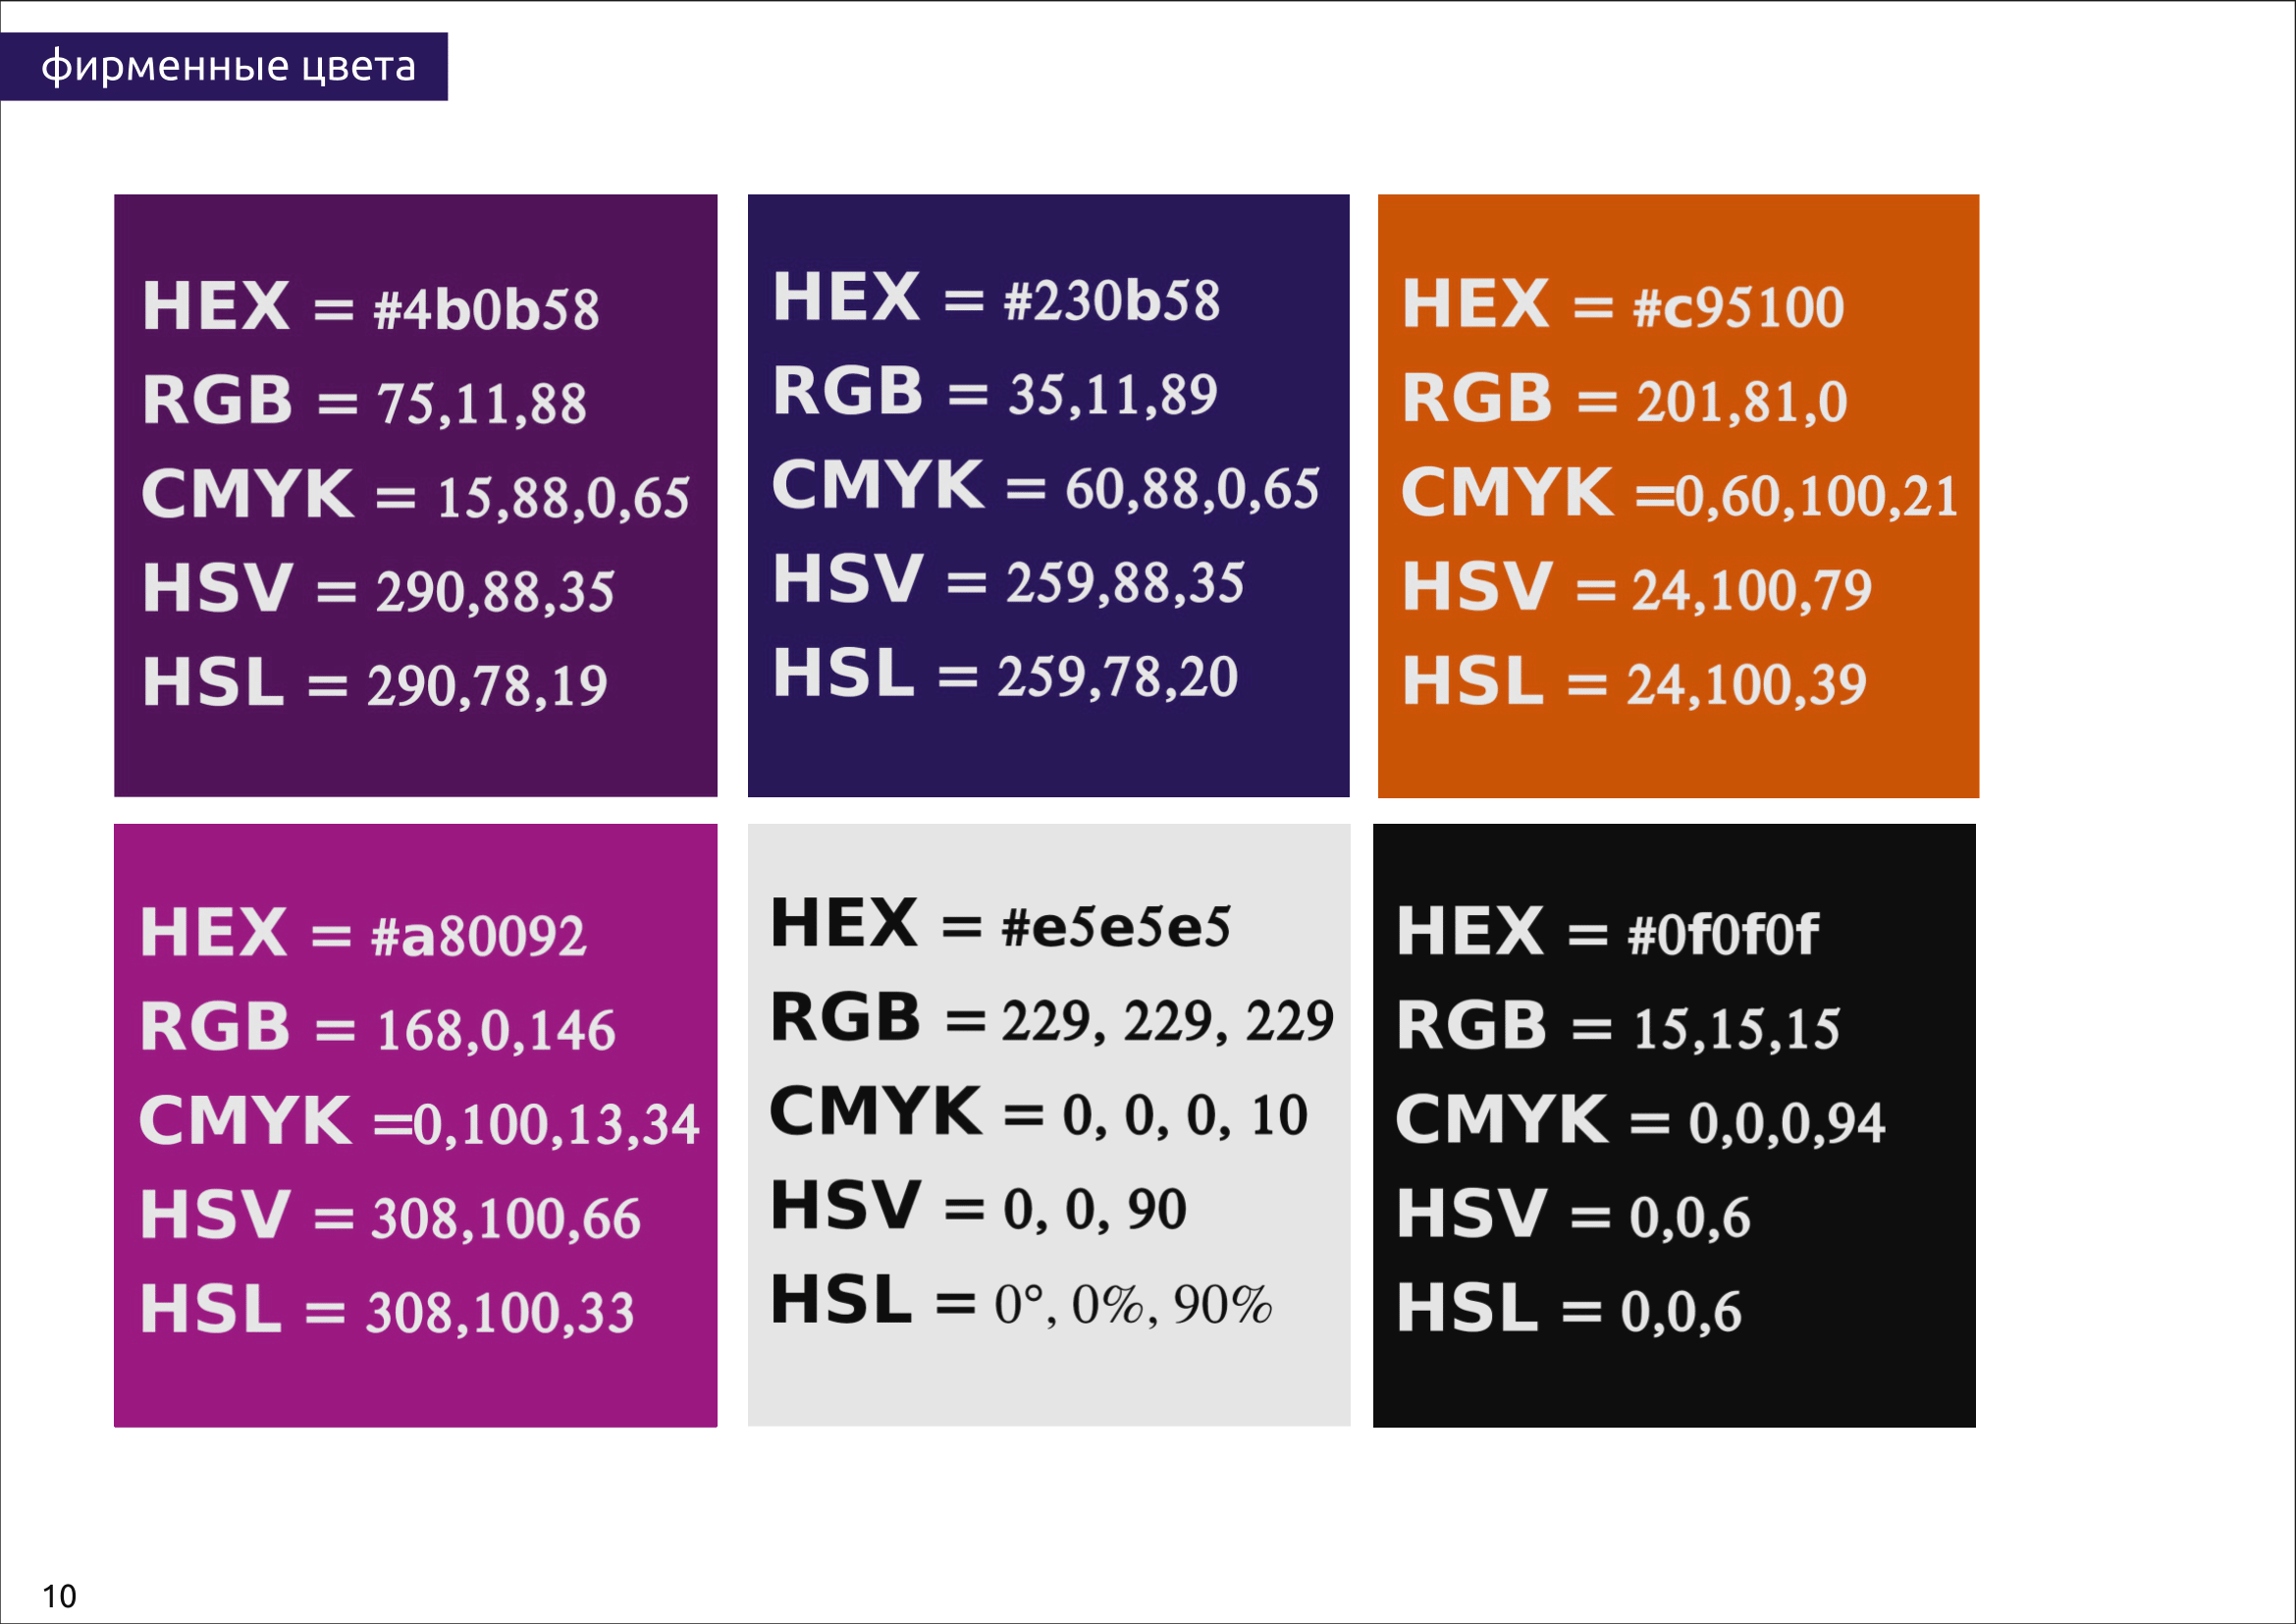 фирменные цвета
HEX = #4b0b58
RGB = 75,11,88
CMYK = 15,88,0,65
HSV = 290,88,35
HSL = 290,78,19
HEX = #230b58
RGB = 35,11,89
CMYK = 60,88,0,65
HSV = 259,88,35
HSL = 259,78,20
HEX = #c95100
RGB = 201,81,0
CMYK =0,60,100,21
HSV = 24,100,79
HSL = 24,100,39
HEX = #a80092
RGB = 168,0,146
CMYK =0,100,13,34
HSV = 308,100,66
HSL = 308,100,33
HEX = #e5e5e5
RGB = 229, 229, 229
CMYK = 0, 0, 0, 10
HSV = 0, 0, 90
HSL = 0°, 0%, 90%
HEX = #0f0f0f
RGB = 15,15,15
CMYK = 0,0,0,94
HSV = 0,0,6
HSL = 0,0,6
10